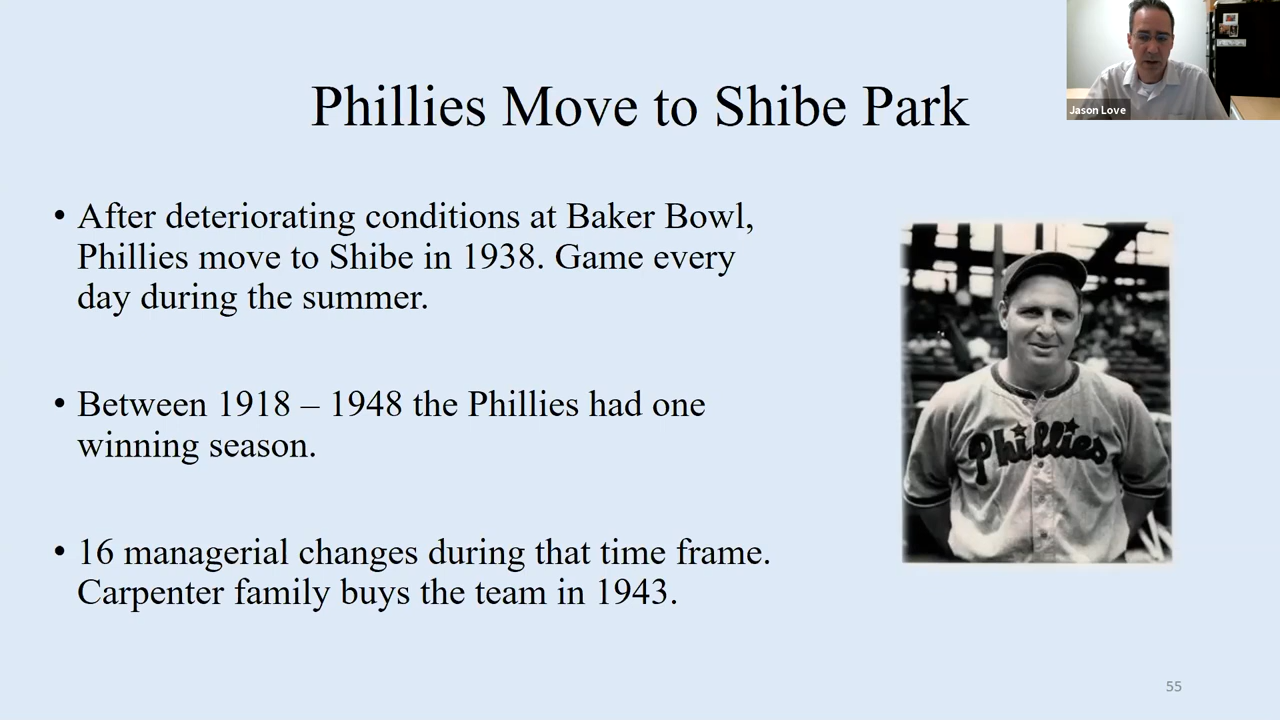 Jason Love
Phillies Move to Shibe Park
• After deteriorating conditions at Baker Bowl,
Phillies move to Shibe in 1938. Game every
day during the summer.
• Between 1918 – 1948 the Phillies had one
winning season.
• 16 managerial changes during that time frame.
Carpenter family buys the team in 1943.
Phillies
55